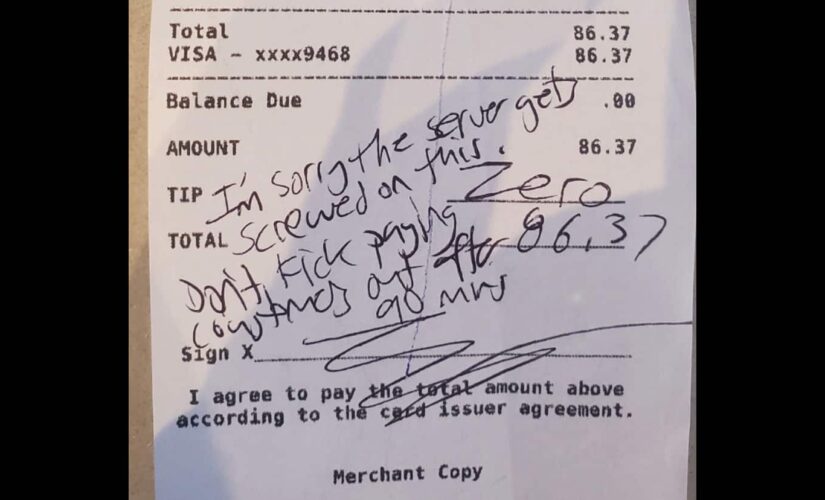 Total 86.37
VISA - xxxx9468 86.37
Balance Due .00
AMOUNT 86.37
TIP Zero
TOTAL 86.37
I'm sorry the server gets
screwed on this.
Don't kick paying
customers out after
90 mins
Sign X
I agree to pay the total amount above
according to the card issuer agreement.
Merchant Copy